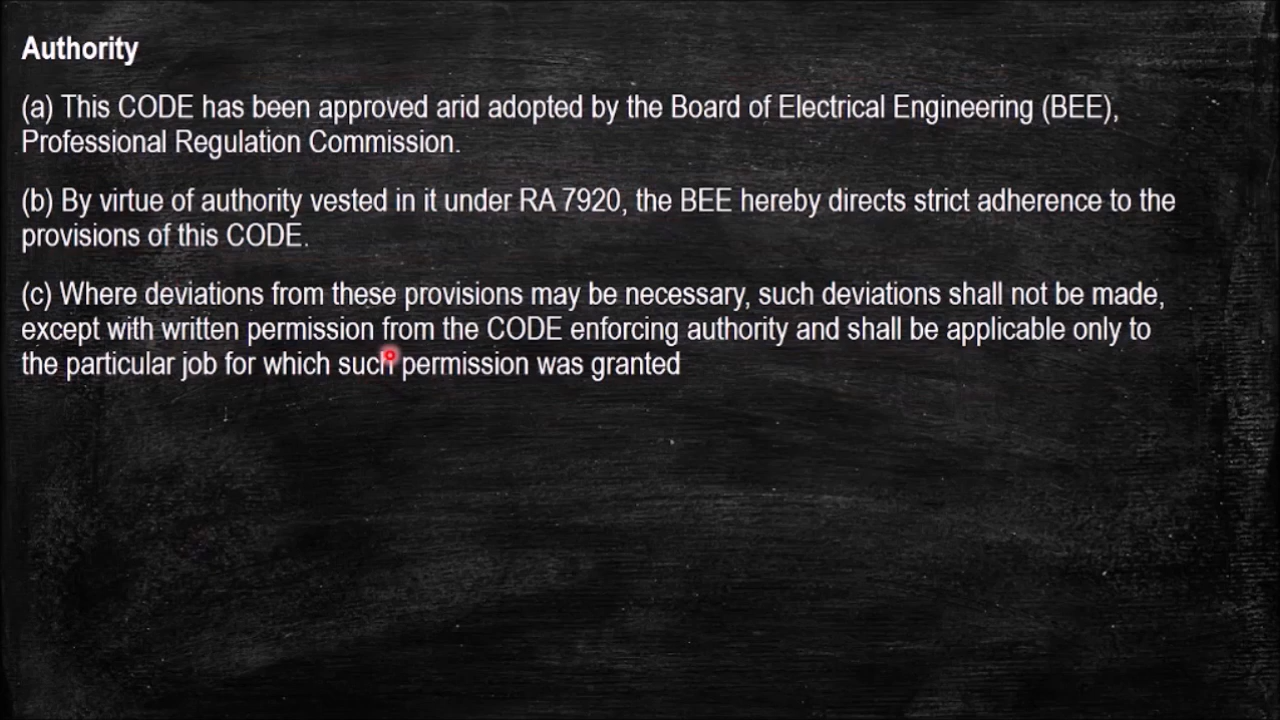 Authority
(a) This CODE has been approved arid adopted by the Board of Electrical Engineering (BEE),
Professional Regulation Commission.
(b) By virtue of authority vested in it under RA 7920, the BEE hereby directs strict adherence to the
provisions of this CODE.
(c) Where deviations from these provisions may be necessary, such deviations shall not be made,
except with written permission from the CODE enforcing authority and shall be applicable only to
the particular job for which such permission was granted